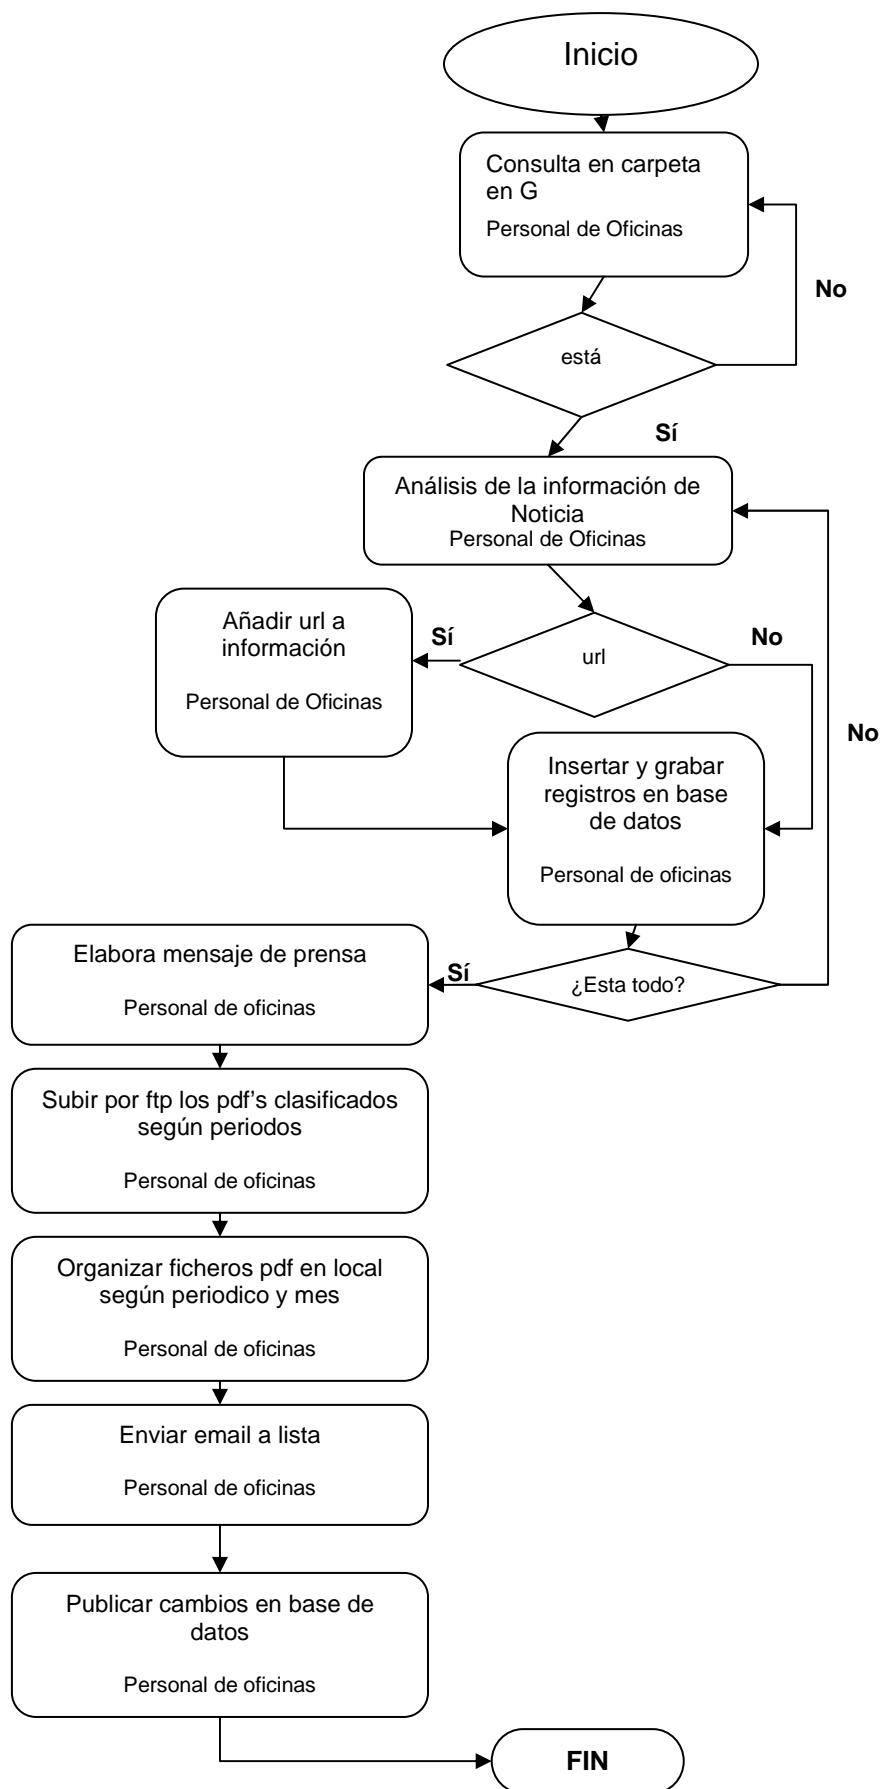 Inicio
Consulta en carpeta
en G
Personal de Oficinas
No
está
Sí
Análisis de la información de
Noticia
Personal de Oficinas
Añadir url a
información
Personal de Oficinas
Sí
url
No
No
Insertar y grabar
registros en base
de datos
Personal de oficinas
Elabora mensaje de prensa
Personal de oficinas
Sí
¿Esta todo?
Subir por ftp los pdf's clasificados
según periodos
Personal de oficinas
Organizar ficheros pdf en local
según periodico y mes
Personal de oficinas
Enviar email a lista
Personal de oficinas
Publicar cambios en base de
datos
Personal de oficinas
FIN